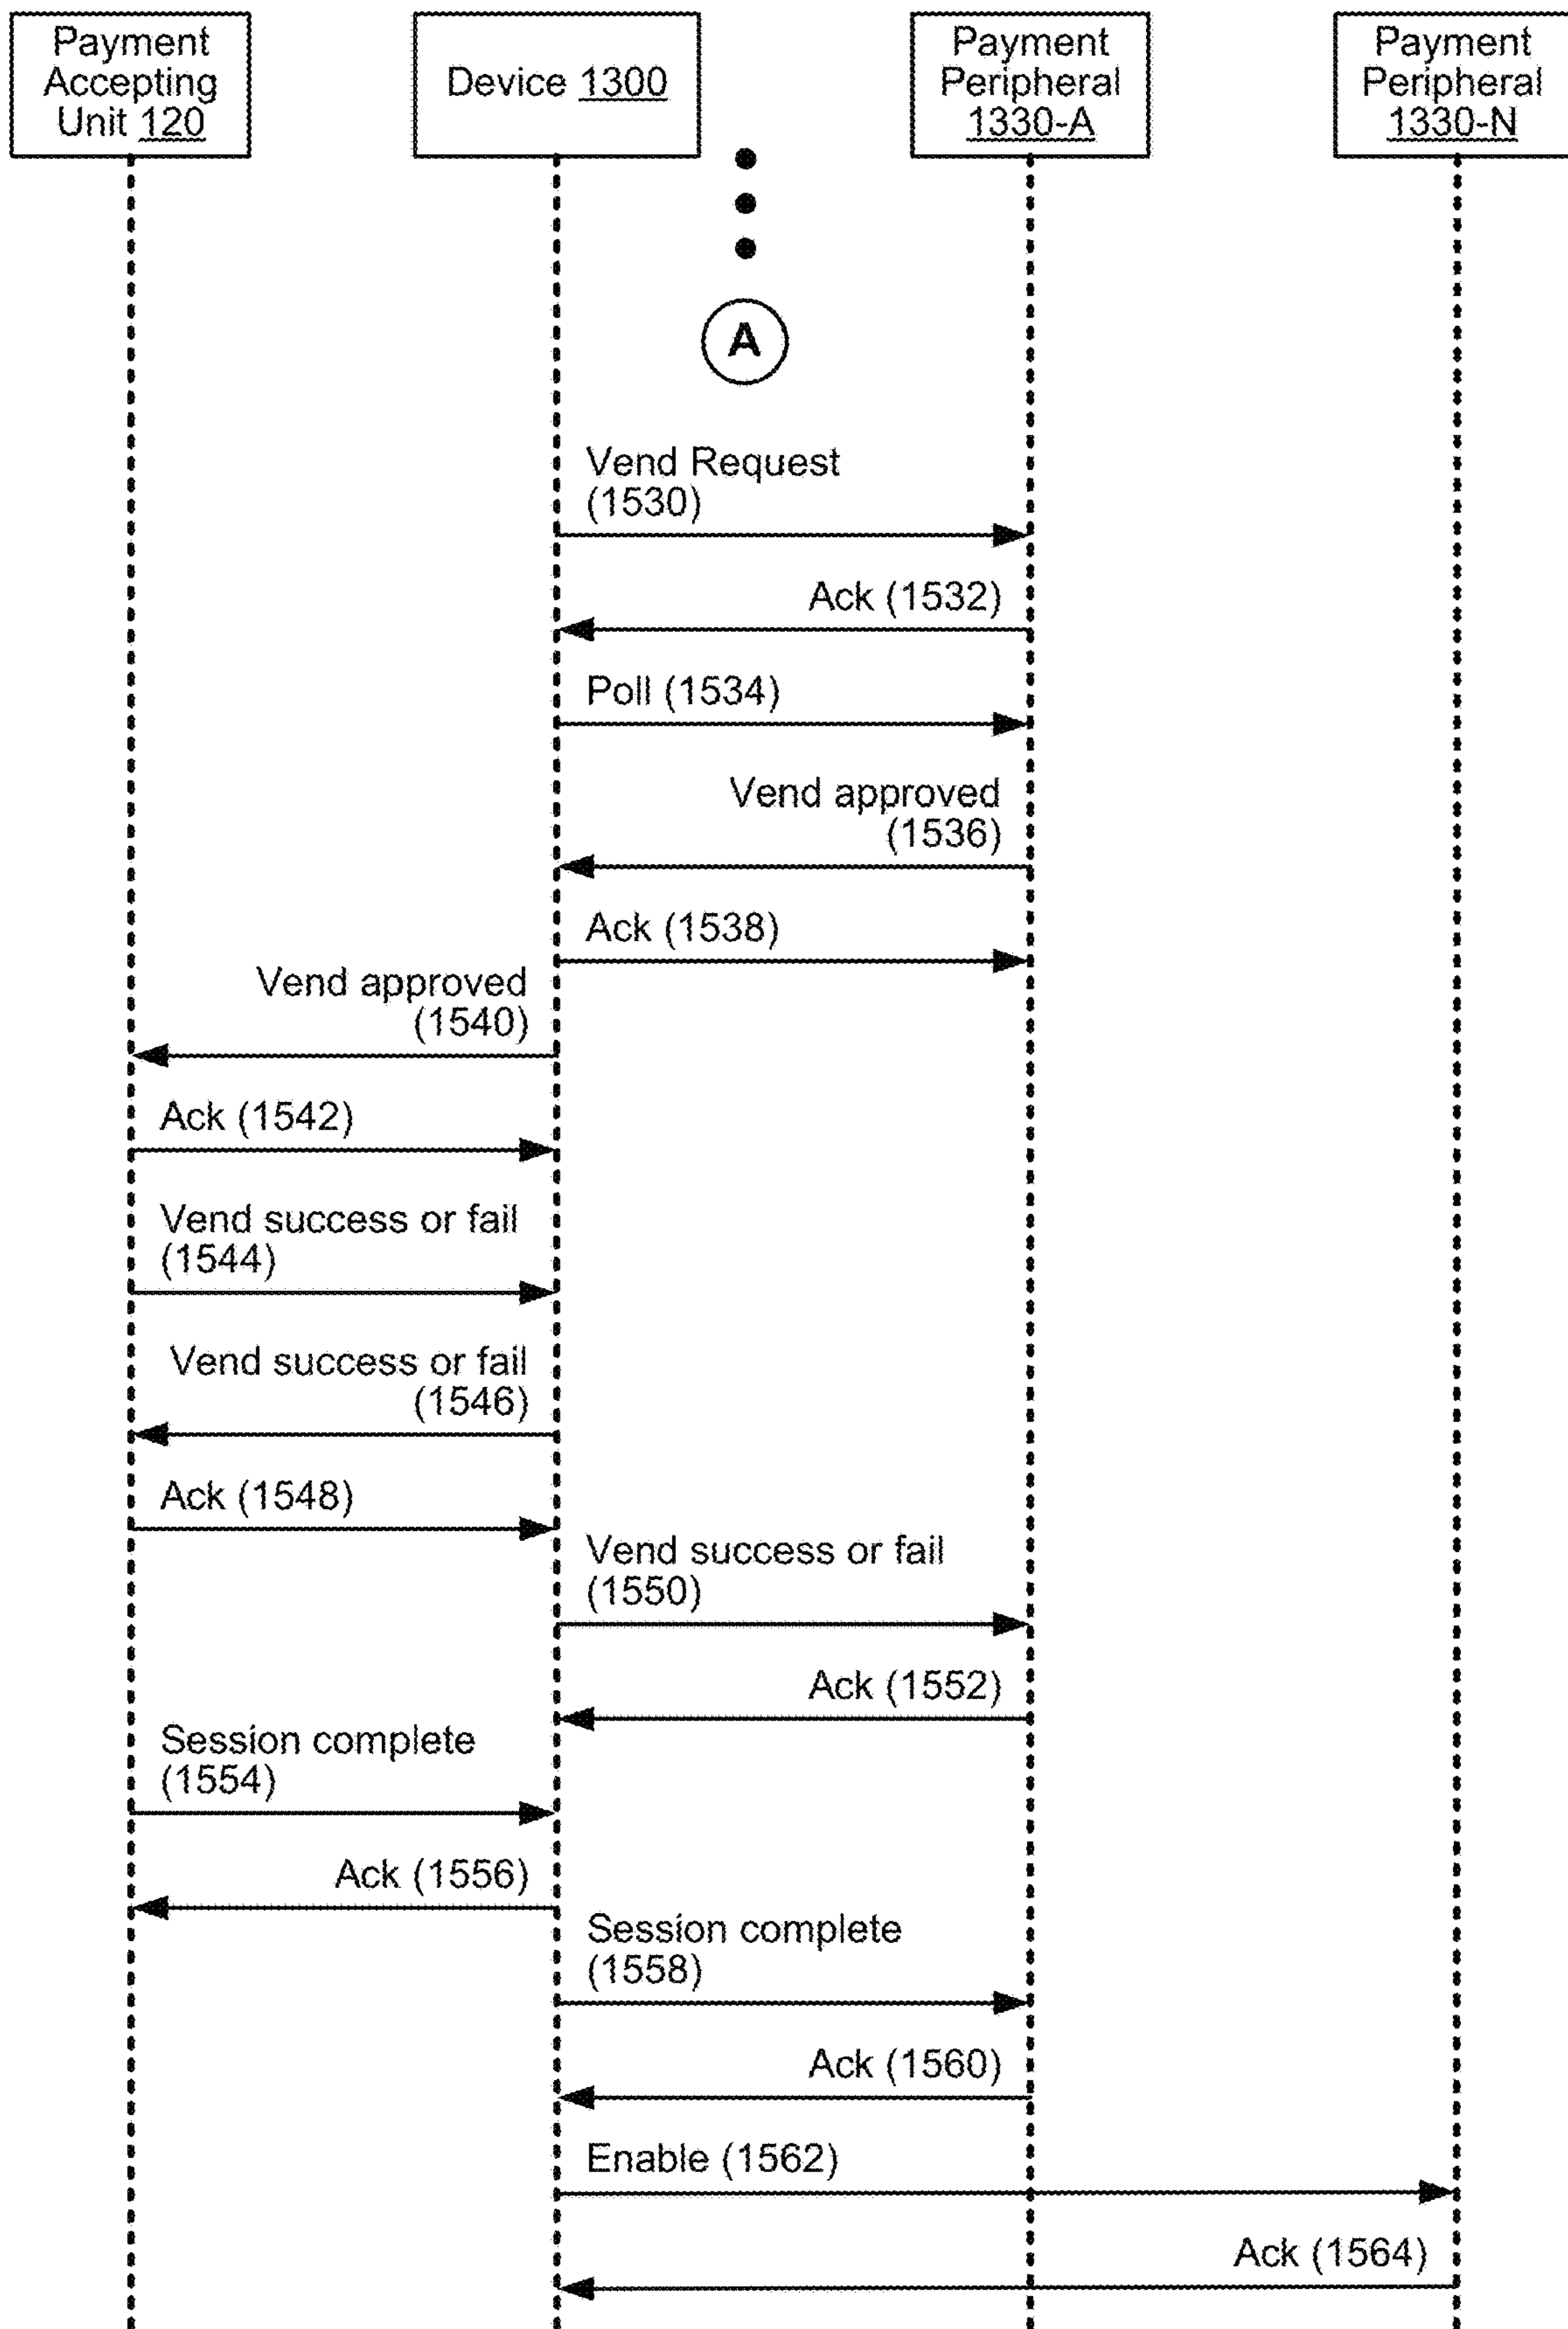 Payment
Accepting
Unit 120
Device 1300
Payment
Peripheral
1330-A
Payment
Peripheral
1330-N
A
Vend Request
(1530)
Ack (1532)
Poll (1534)
Vend approved
(1536)
Ack (1538)
Vend approved
(1540)
Ack (1542)
Vend success or fail
(1544)
Vend success or fail
(1546)
Ack (1548)
Vend success or fail
(1550)
Ack (1552)
Session complete
(1554)
Ack (1556)
Session complete
(1558)
Ack (1560)
Enable (1562)
Ack (1564)